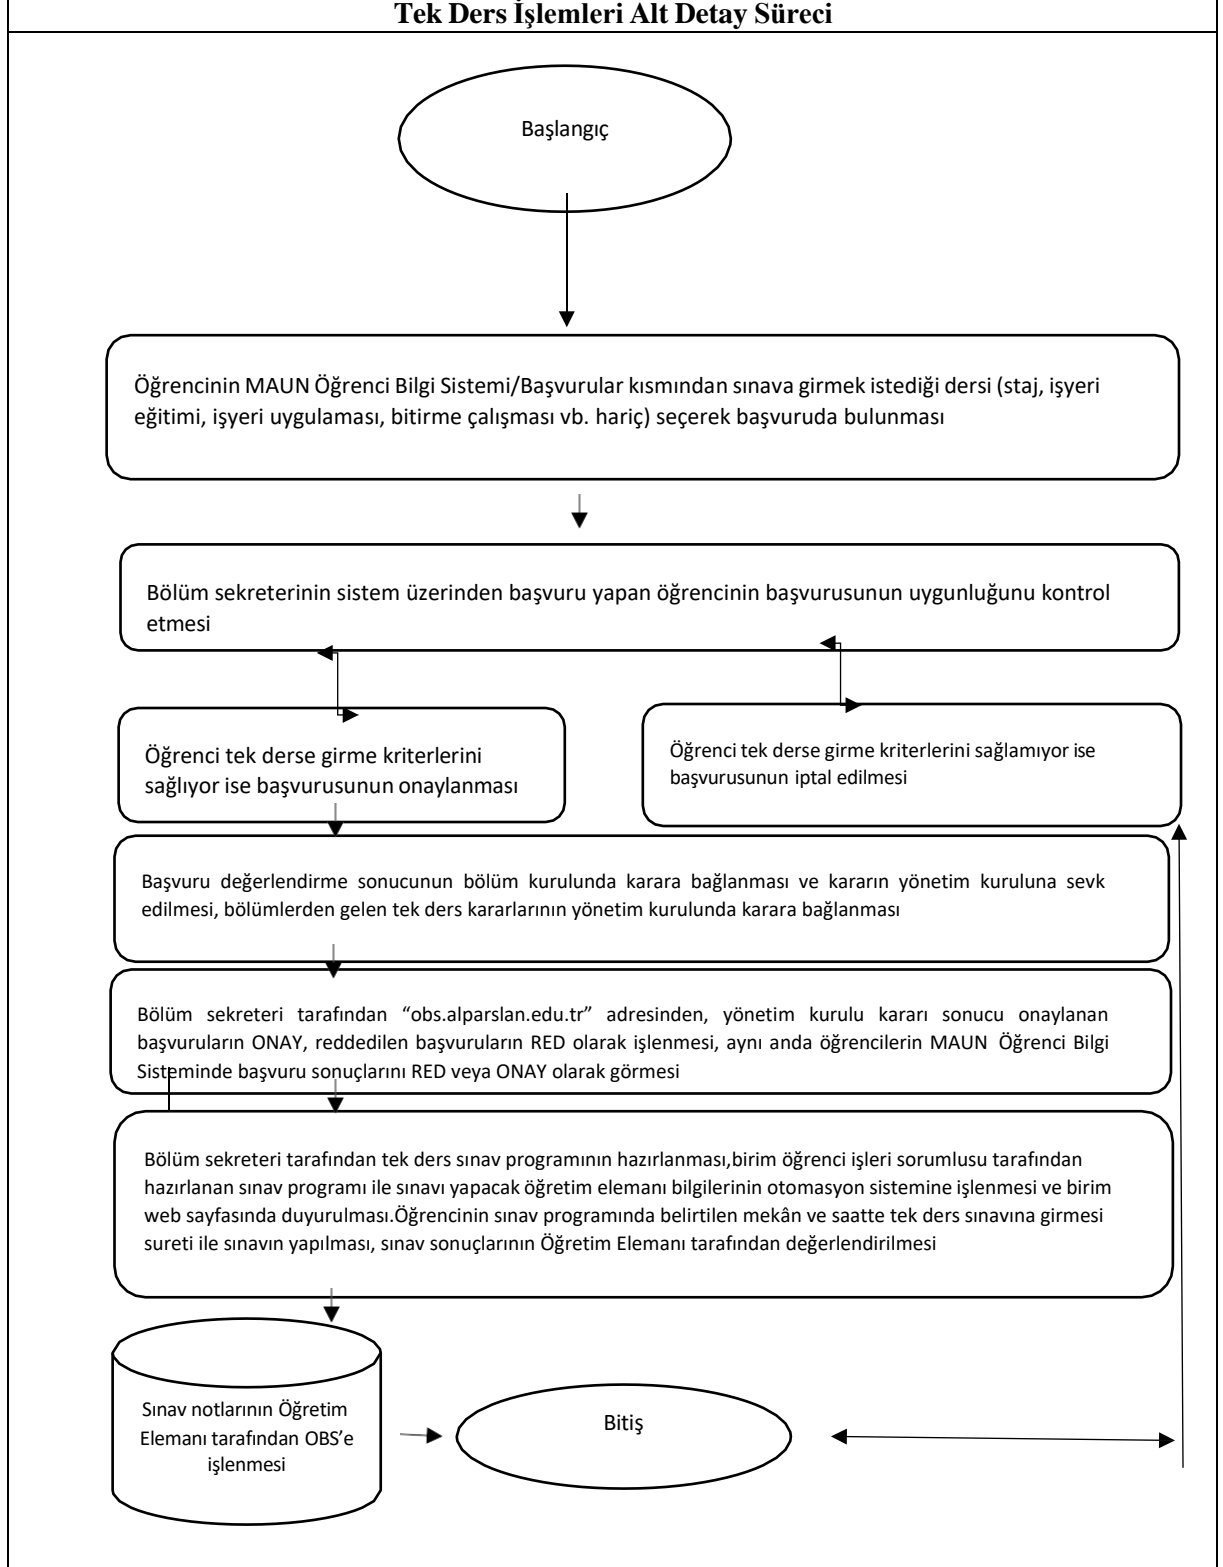 Tek Ders İşlemleri Alt Detay Süreci
Başlangıç
Öğrencinin MAUN Öğrenci Bilgi Sistemi/Başvurular kısmından sınava girmek istediği dersi (staj, işyeri
eğitimi, işyeri uygulaması, bitirme çalışması vb. hariç) seçerek başvuruda bulunması
Bölüm sekreterinin sistem üzerinden başvuru yapan öğrencinin başvurusunun uygunluğunu kontrol
etmesi
Öğrenci tek derse girme kriterlerini
sağlıyor ise başvurusunun onaylanması
Öğrenci tek derse girme kriterlerini sağlamıyor ise
başvurusunun iptal edilmesi
Başvuru değerlendirme sonucunun bölüm kurulunda karara bağlanması ve kararın yönetim kuruluna sevk
edilmesi, bölümlerden gelen tek ders kararlarının yönetim kurulunda karara bağlanması
Bölüm sekreteri tarafından “obs.alparslan.edu.tr” adresinden, yönetim kurulu kararı sonucu onaylanan
başvuruların ONAY, reddedilen başvuruların RED olarak işlenmesi, aynı anda öğrencilerin MAUN Öğrenci Bilgi
Sisteminde başvuru sonuçlarını RED veya ONAY olarak görmesi
Bölüm sekreteri tarafından tek ders sınav programının hazırlanması,birim öğrenci işleri sorumlusu tarafından
hazırlanan sınav programı ile sınavı yapacak öğretim elemanı bilgilerinin otomasyon sistemine işlenmesi ve birim
web sayfasında duyurulması.Öğrencinin sınav programında belirtilen mekân ve saatte tek ders sınavına girmesi
sureti ile sınavın yapılması, sınav sonuçlarının Öğretim Elemanı tarafından değerlendirilmesi
Sınav notlarının Öğretim
Elemanı tarafından OBS’e
işlenmesi
Bitiş